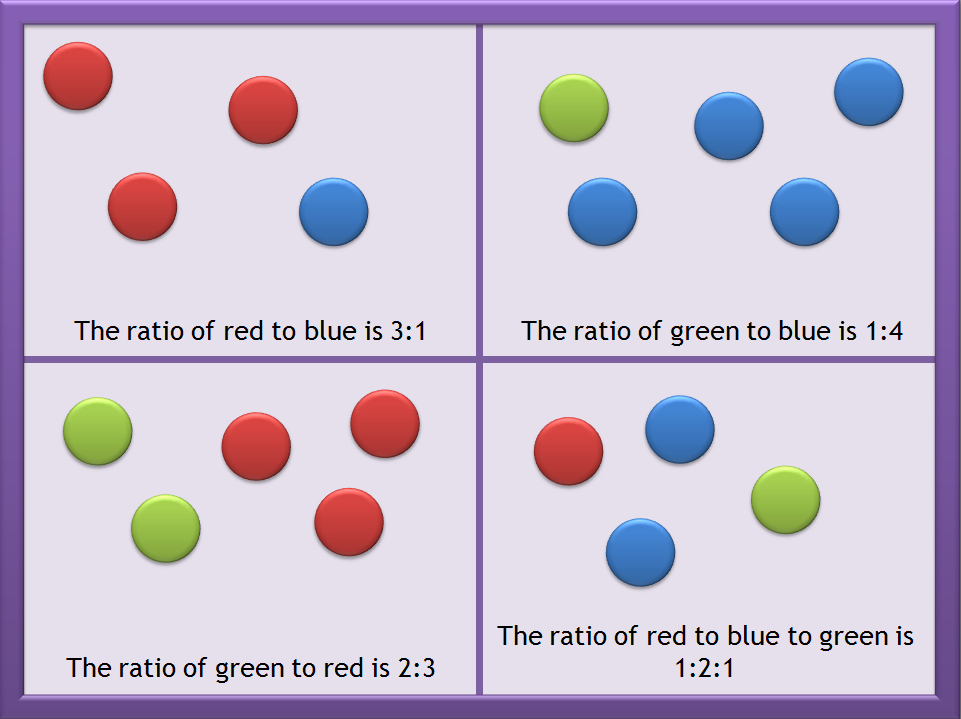 The ratio of red to blue is 3:1
The ratio of green to blue is 1:4
The ratio of green to red is 2:3
The ratio of red to blue to green is
1:2:1